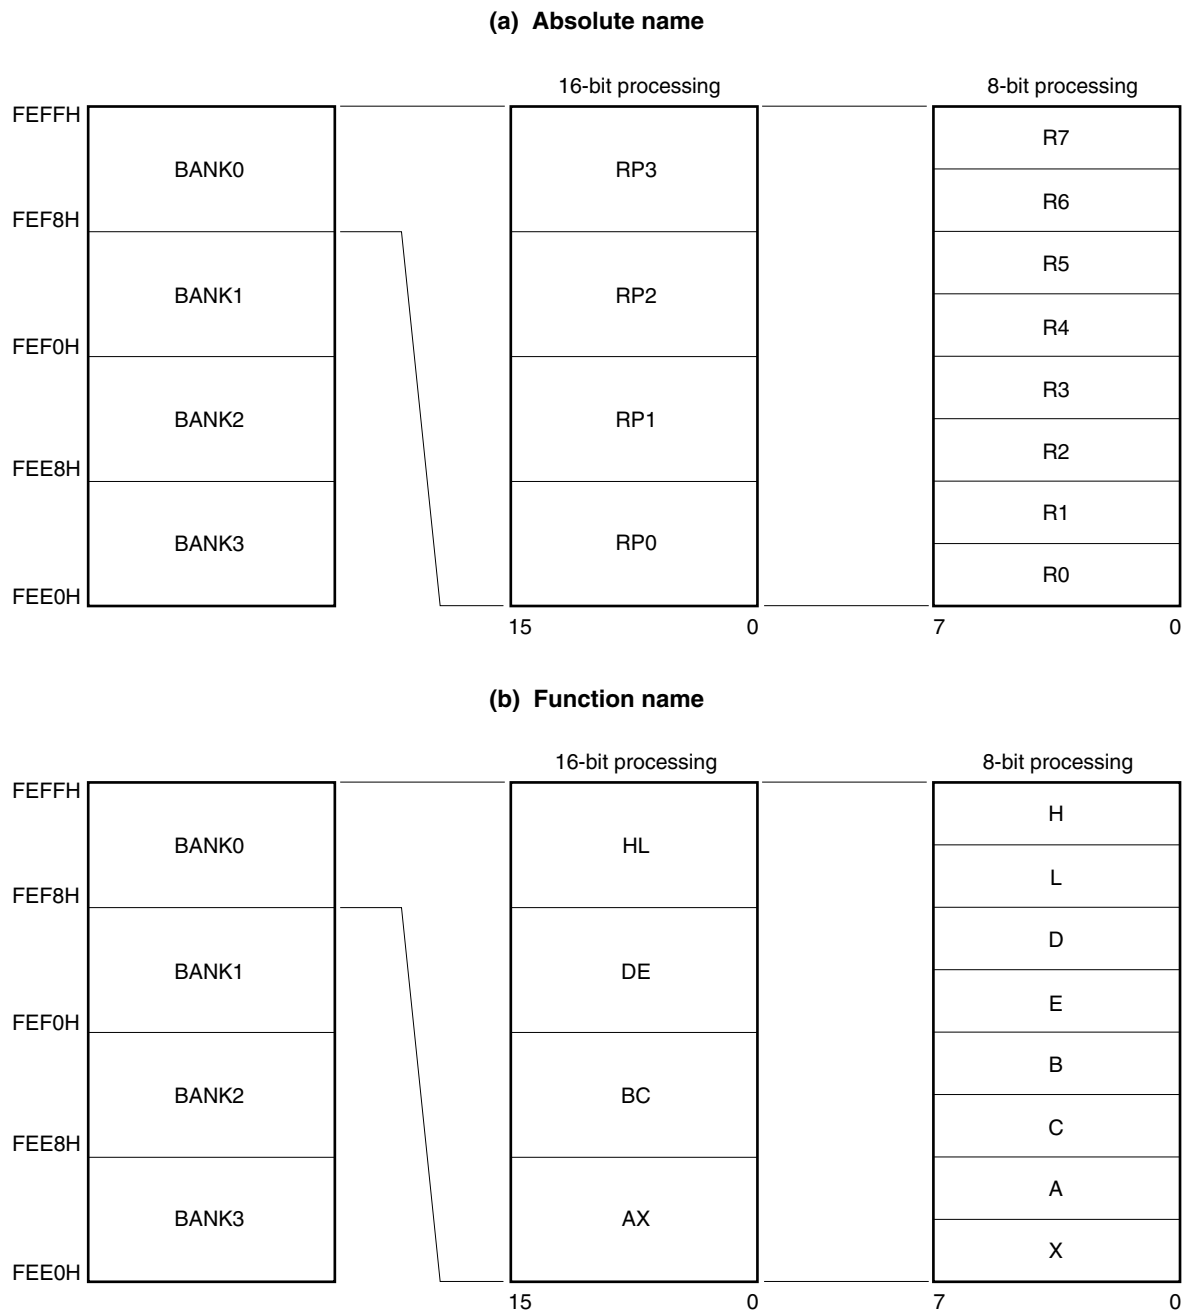 (a) Absolute name
16-bit processing
8-bit processing
FEFFH
BANK0
RP3
R7
R6
FEF8H
BANK1
RP2
R5
R4
FEF0H
BANK2
RP1
R3
R2
FEE8H
BANK3
RP0
R1
R0
FEE0H
15 0
7 0
(b) Function name
16-bit processing
8-bit processing
FEFFH
BANK0
HL
H
L
FEF8H
BANK1
DE
D
E
FEF0H
BANK2
BC
B
C
FEE8H
BANK3
AX
A
X
FEE0H
15 0
7 0